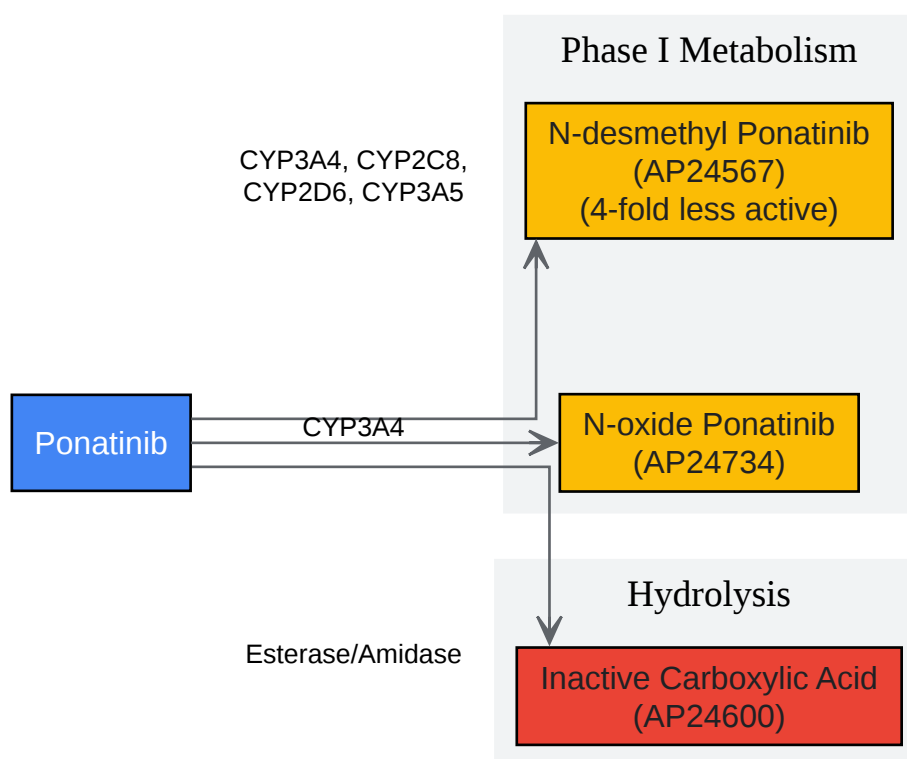 Phase I Metabolism
N-desmethyl Ponatinib
(AP24567)
(4-fold less active)
CYP3A4, CYP2C8,
CYP2D6, CYP3A5
Ponatinib
CYP3A4
N-oxide Ponatinib
(AP24734)
Hydrolysis
Esterase/Amidase
Inactive Carboxylic Acid
(AP24600)